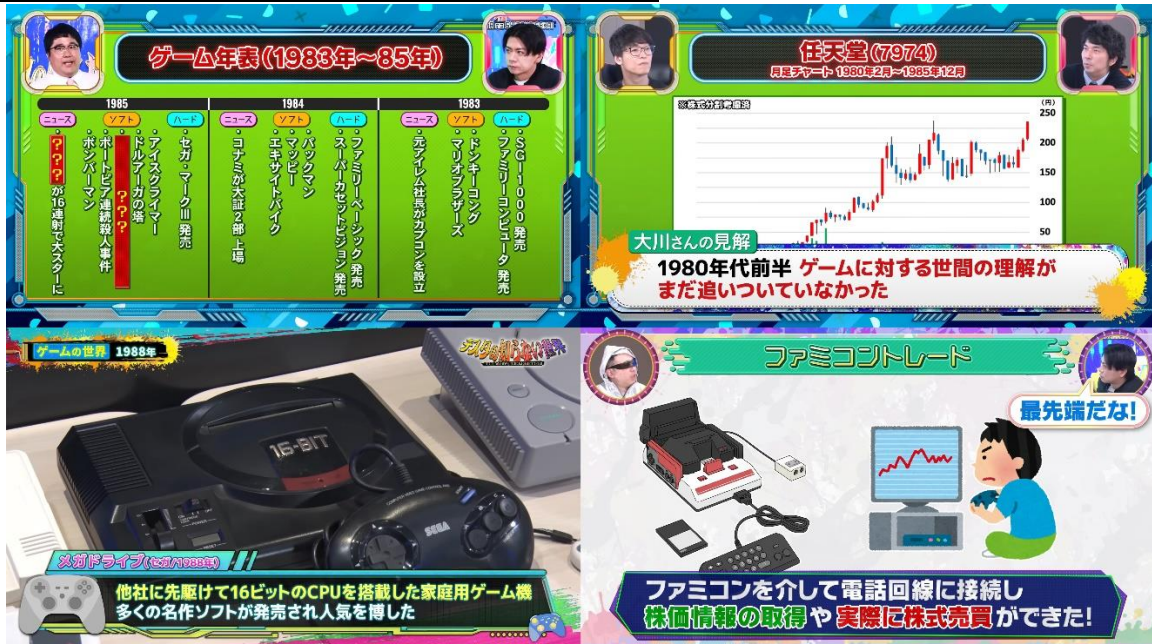 ゲーム年表(1983年～85年)
1985
1984
1983
ニュース
ソフト
ハード
ニュース
ソフト
ハード
ニュース
ソフト
ハード
・SG-1000 発売
・ファミリーコンピュータ 発売
・ドンキーコング
・マリオブラザーズ
・元アイレム社長がカプコンを設立
・ファミリーベーシック 発売
・スーパーカセットビジョン 発売
・パックマン
・マッピー
・エキサイトバイク
・コナミが大証2部 上場
・セガ・マークⅢ 発売
・アイスクライマー
・ドルアーガの塔
・???
・ポートピア連続殺人事件
・ボンバーマン
・???が16連射で大スターに
任天堂(7974)
月足チャート 1980年2月～1985年12月
※株式分割考慮済
(円)
250
200
150
100
50
大川さんの見解
1980年代前半 ゲームに対する世間の理解が
まだ追いついていなかった
ゲームの世界 1988年
テスタの知らない世界
16-BIT
SEGA
メガドライブ(セガ/1988年)
他社に先駆けて16ビットのCPUを搭載した家庭用ゲーム機
多くの名作ソフトが発売され人気を博した
ファミコントレード
最先端だな!
ファミコンを介して電話回線に接続し
株価情報の取得や実際に株式売買ができた!